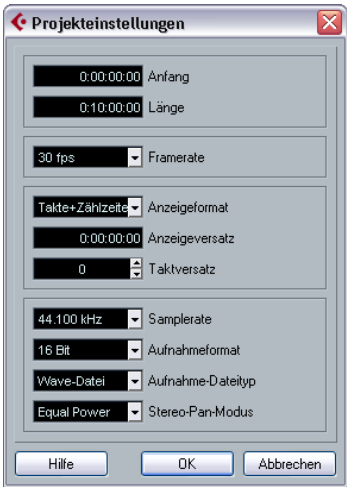 Projekteinstellungen
0:00:00:00 Anfang
0:10:00:00 Länge
30 fps Framerate
Takte+Zählzeite Anzeigeformat
0:00:00:00 Anzeigeversatz
0 Taktversatz
44.100 kHz Samplerate
16 Bit Aufnahmeformat
Wave-Datei Aufnahme-Dateityp
Equal Power Stereo-Pan-Modus
Hilfe OK Abbrechen